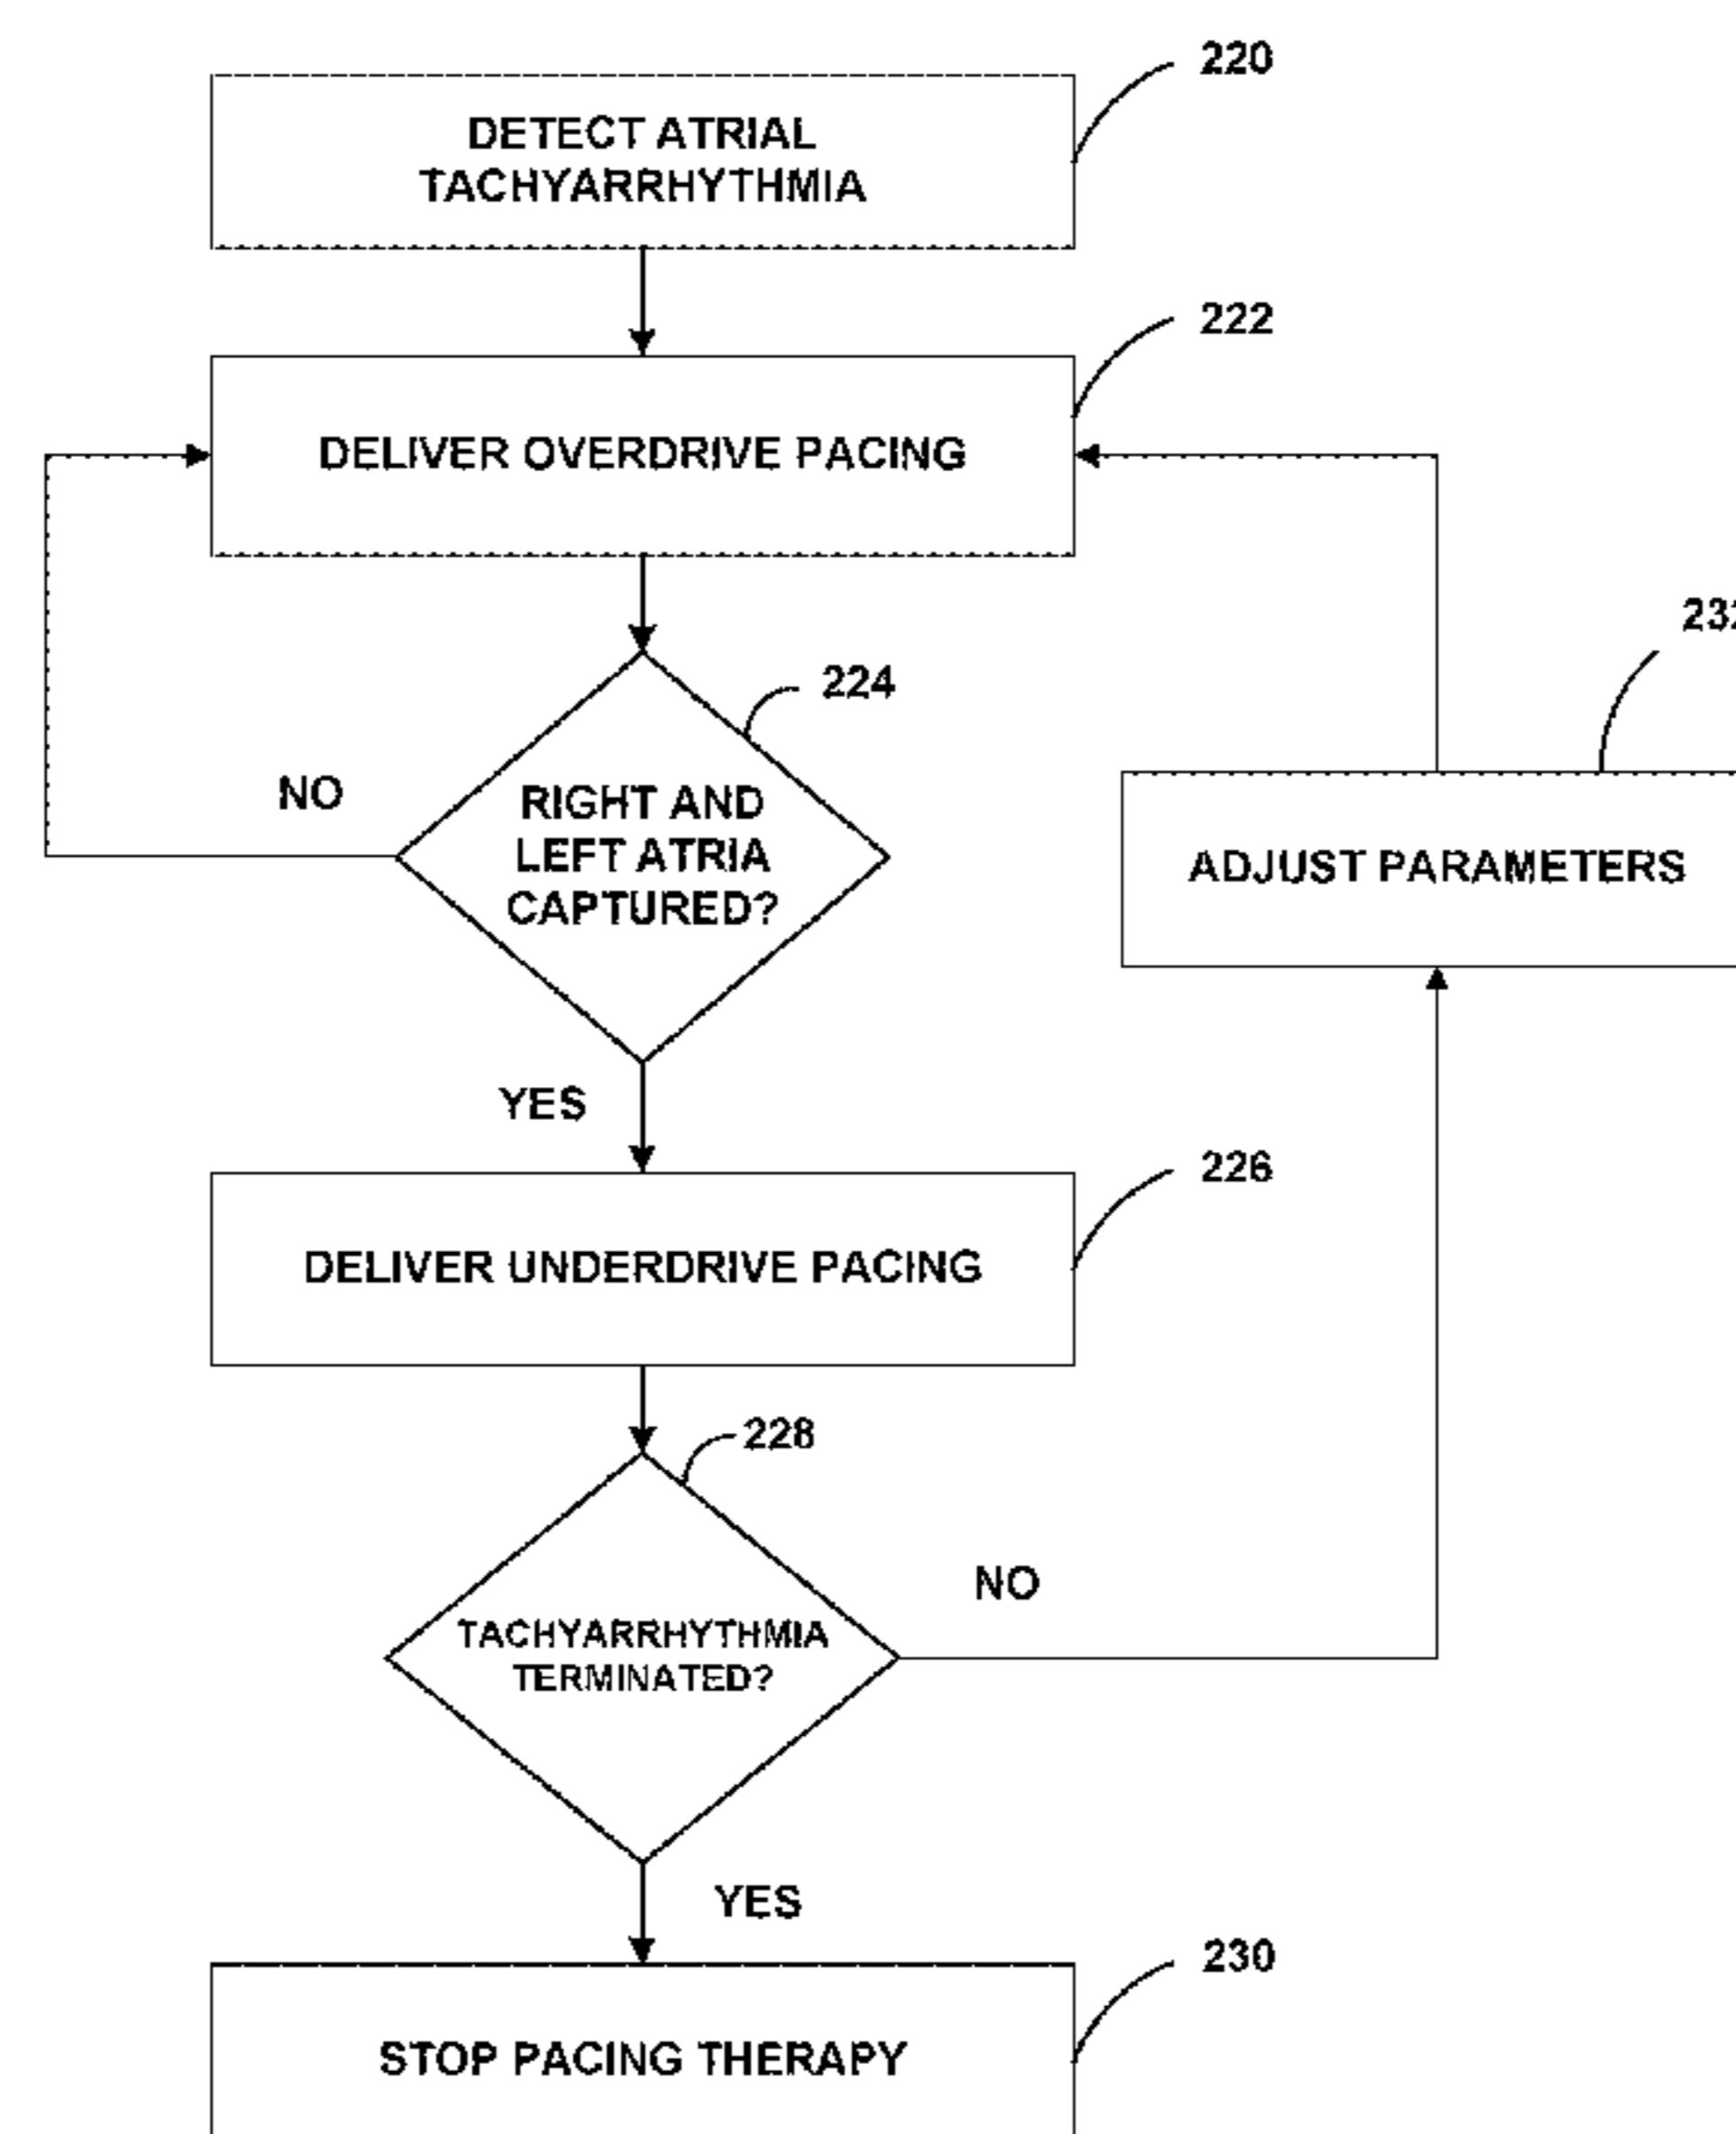 220
DETECT ATRIAL
TACHYARRHYTHMIA
222
DELIVER OVERDRIVE PACING
224
NO
RIGHT AND
LEFT ATRIA
CAPTURED?
ADJUST PARAMETERS
YES
226
DELIVER UNDERDRIVE PACING
228
NO
TACHYARRHYTHMIA
TERMINATED?
YES
230
STOP PACING THERAPY